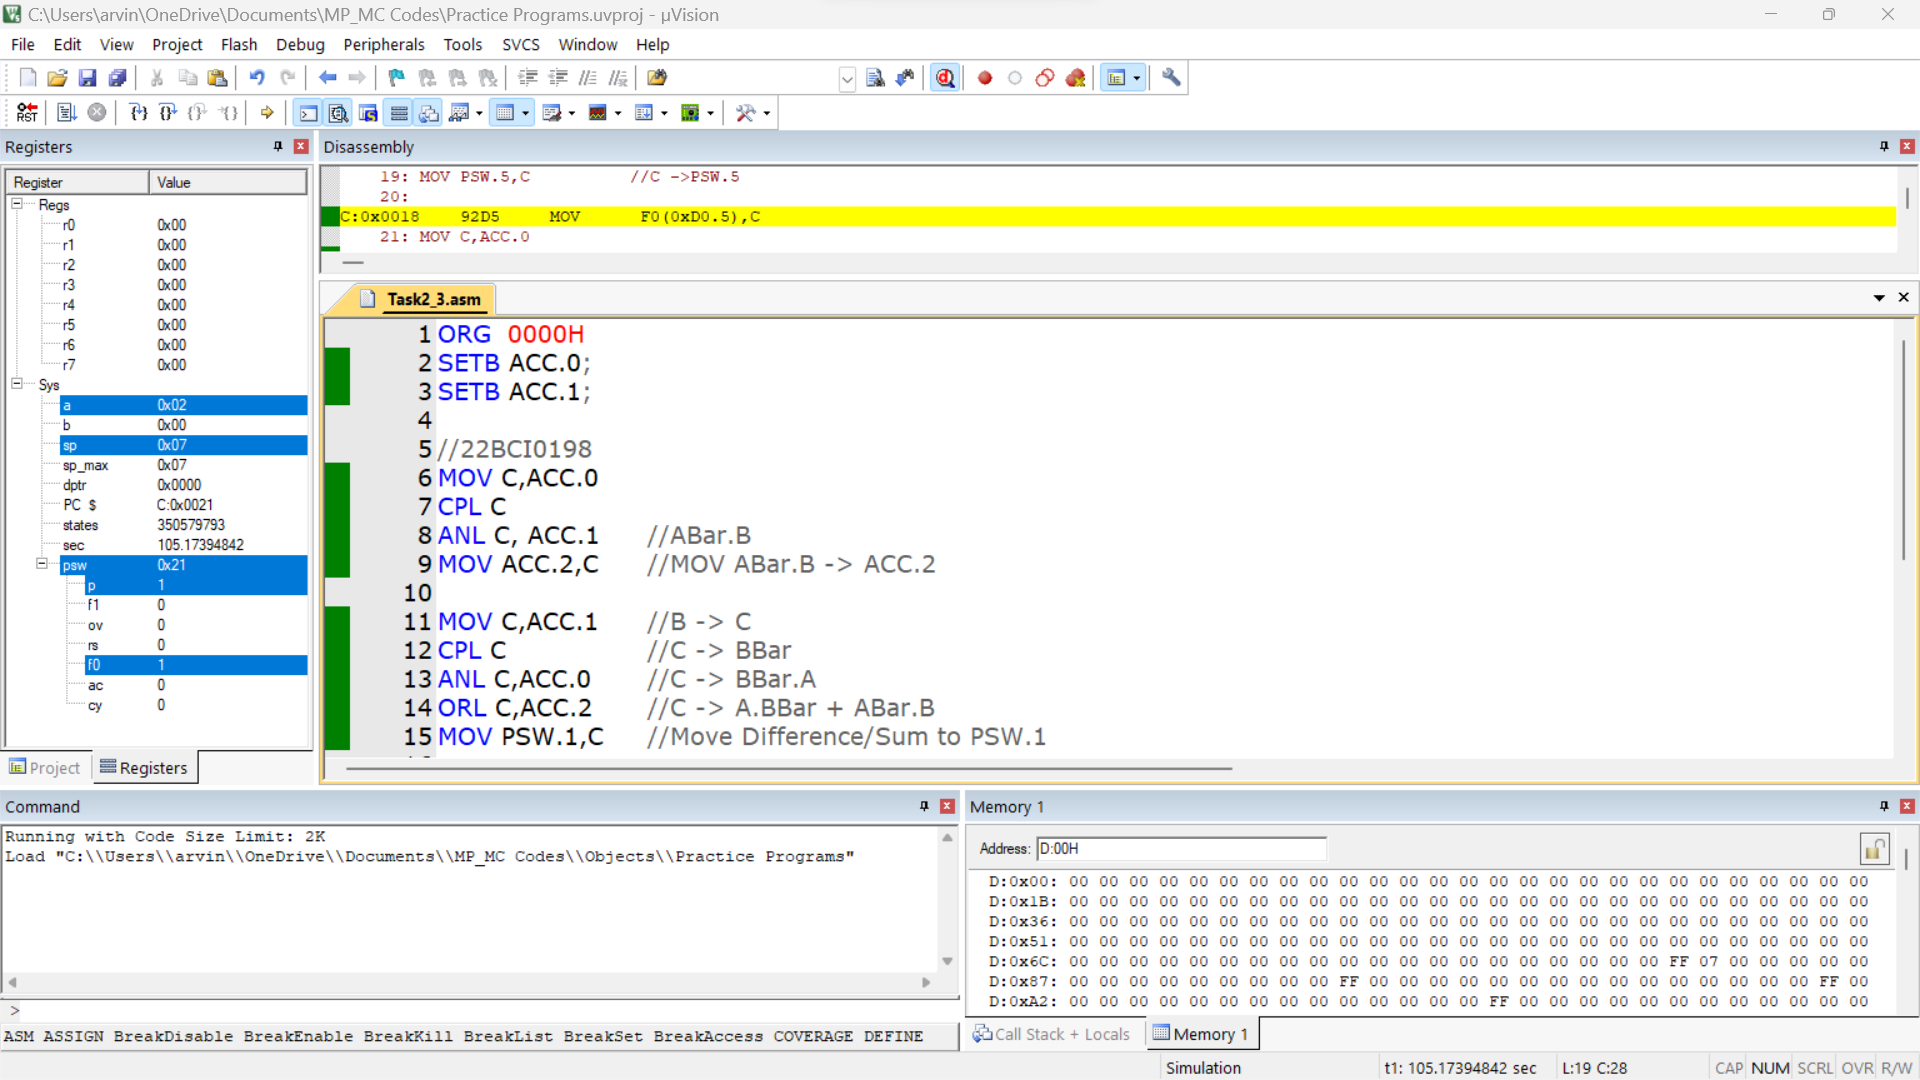 C:\Users\arvin\OneDrive\Documents\MP_MC Codes\Practice Programs.uvproj - µVision
File Edit View Project Flash Debug Peripherals Tools SVCS Window Help
RST
Registers
Register Value
Regs
r0 0x00
r1 0x00
r2 0x00
r3 0x00
r4 0x00
r5 0x00
r6 0x00
r7 0x00
Sys
a 0x02
b 0x00
sp 0x07
sp_max 0x07
dptr 0x0000
PC $ C:0x0021
states 350579793
sec 105.17394842
psw 0x21
p 1
f1 0
ov 0
rs 0
f0 1
ac 0
cy 0
Project Registers
Disassembly
19: MOV PSW.5,C //C ->PSW.5
20:
C:0x0018 92D5 MOV F0(0xD0.5),C
21: MOV C,ACC.0
Task2_3.asm
1 ORG 0000H
2 SETB ACC.0;
3 SETB ACC.1;
4
5 //22BCI0198
6 MOV C,ACC.0
7 CPL C
8 ANL C, ACC.1 //ABar.B
9 MOV ACC.2,C //MOV ABar.B -> ACC.2
10
11 MOV C,ACC.1 //B -> C
12 CPL C //C -> BBar
13 ANL C,ACC.0 //C -> BBar.A
14 ORL C,ACC.2 //C -> A.BBar + ABar.B
15 MOV PSW.1,C //Move Difference/Sum to PSW.1
Command
Running with Code Size Limit: 2K
Load "C:\\Users\\arvin\\OneDrive\\Documents\\MP_MC Codes\\Objects\\Practice Programs"
>
ASM ASSIGN BreakDisable BreakEnable BreakKill BreakList BreakSet BreakAccess COVERAGE DEFINE
Memory 1
Address: D:00H
D:0x00: 00 00 00 00 00 00 00 00 00 00 00 00 00 00 00 00 00 00 00 00 00 00 00 00 00 00 00
D:0x1B: 00 00 00 00 00 00 00 00 00 00 00 00 00 00 00 00 00 00 00 00 00 00 00 00 00 00 00
D:0x36: 00 00 00 00 00 00 00 00 00 00 00 00 00 00 00 00 00 00 00 00 00 00 00 00 00 00 00
D:0x51: 00 00 00 00 00 00 00 00 00 00 00 00 00 00 00 00 00 00 00 00 00 00 00 00 00 00 00
D:0x6C: 00 00 00 00 00 00 00 00 00 00 00 00 00 00 00 00 00 00 00 00 FF 07 00 00 00 00 00
D:0x87: 00 00 00 00 00 00 00 00 00 FF 00 00 00 00 00 00 00 00 00 00 00 00 00 00 00 FF 00
D:0xA2: 00 00 00 00 00 00 00 00 00 00 00 00 00 00 FF 00 00 00 00 00 00 00 00 00 00 00 00
Call Stack + Locals Memory 1
Simulation t1: 105.17394842 sec L:19 C:28 CAP NUM SCRL OVR R/W